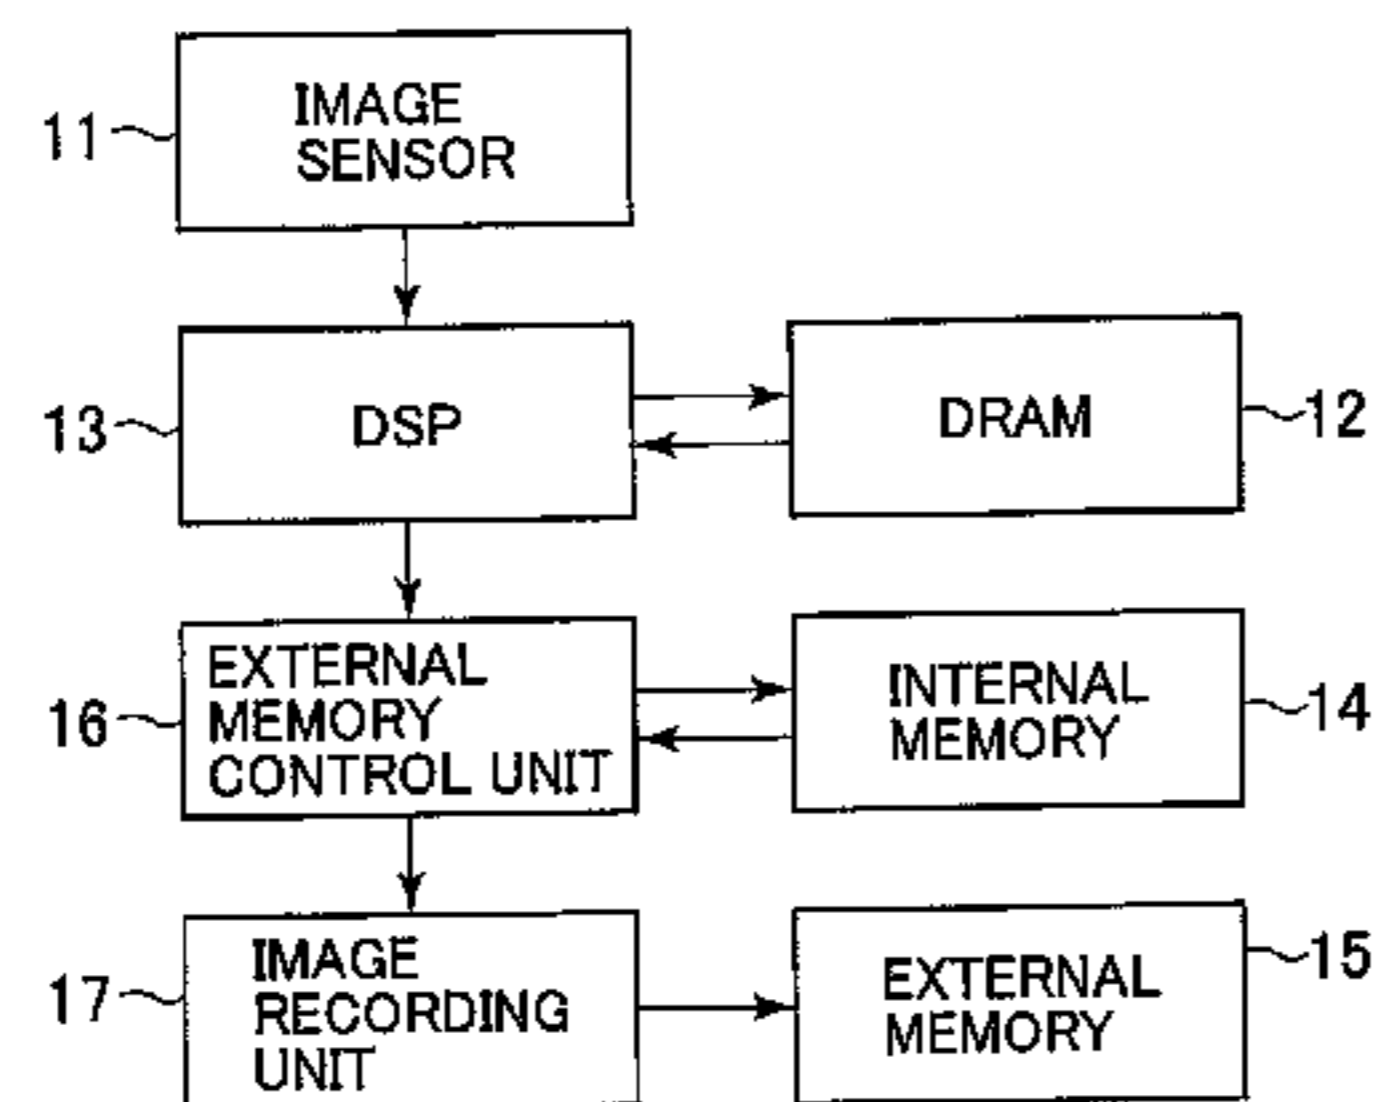 IMAGE
SENSOR
11
DSP
13
DRAM
12
EXTERNAL
MEMORY
CONTROL UNIT
16
INTERNAL
MEMORY
14
IMAGE
RECORDING
UNIT
17
EXTERNAL
MEMORY
15